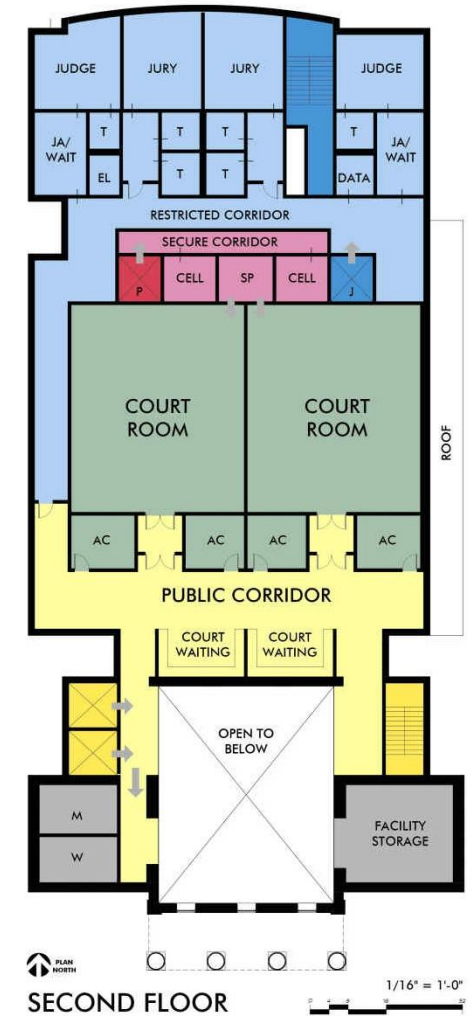 JUDGE
JURY
JURY
JUDGE
JA/
WAIT
T
T
T
T
JA/
WAIT
EL
T
T
DATA
RESTRICTED CORRIDOR
SECURE CORRIDOR
P
CELL
SP
CELL
J
COURT
ROOM
COURT
ROOM
ROOF
AC
AC
AC
AC
PUBLIC CORRIDOR
COURT
WAITING
COURT
WAITING
OPEN TO
BELOW
M
W
FACILITY
STORAGE
PLAN
NORTH
SECOND FLOOR
1/16" = 1'-0"